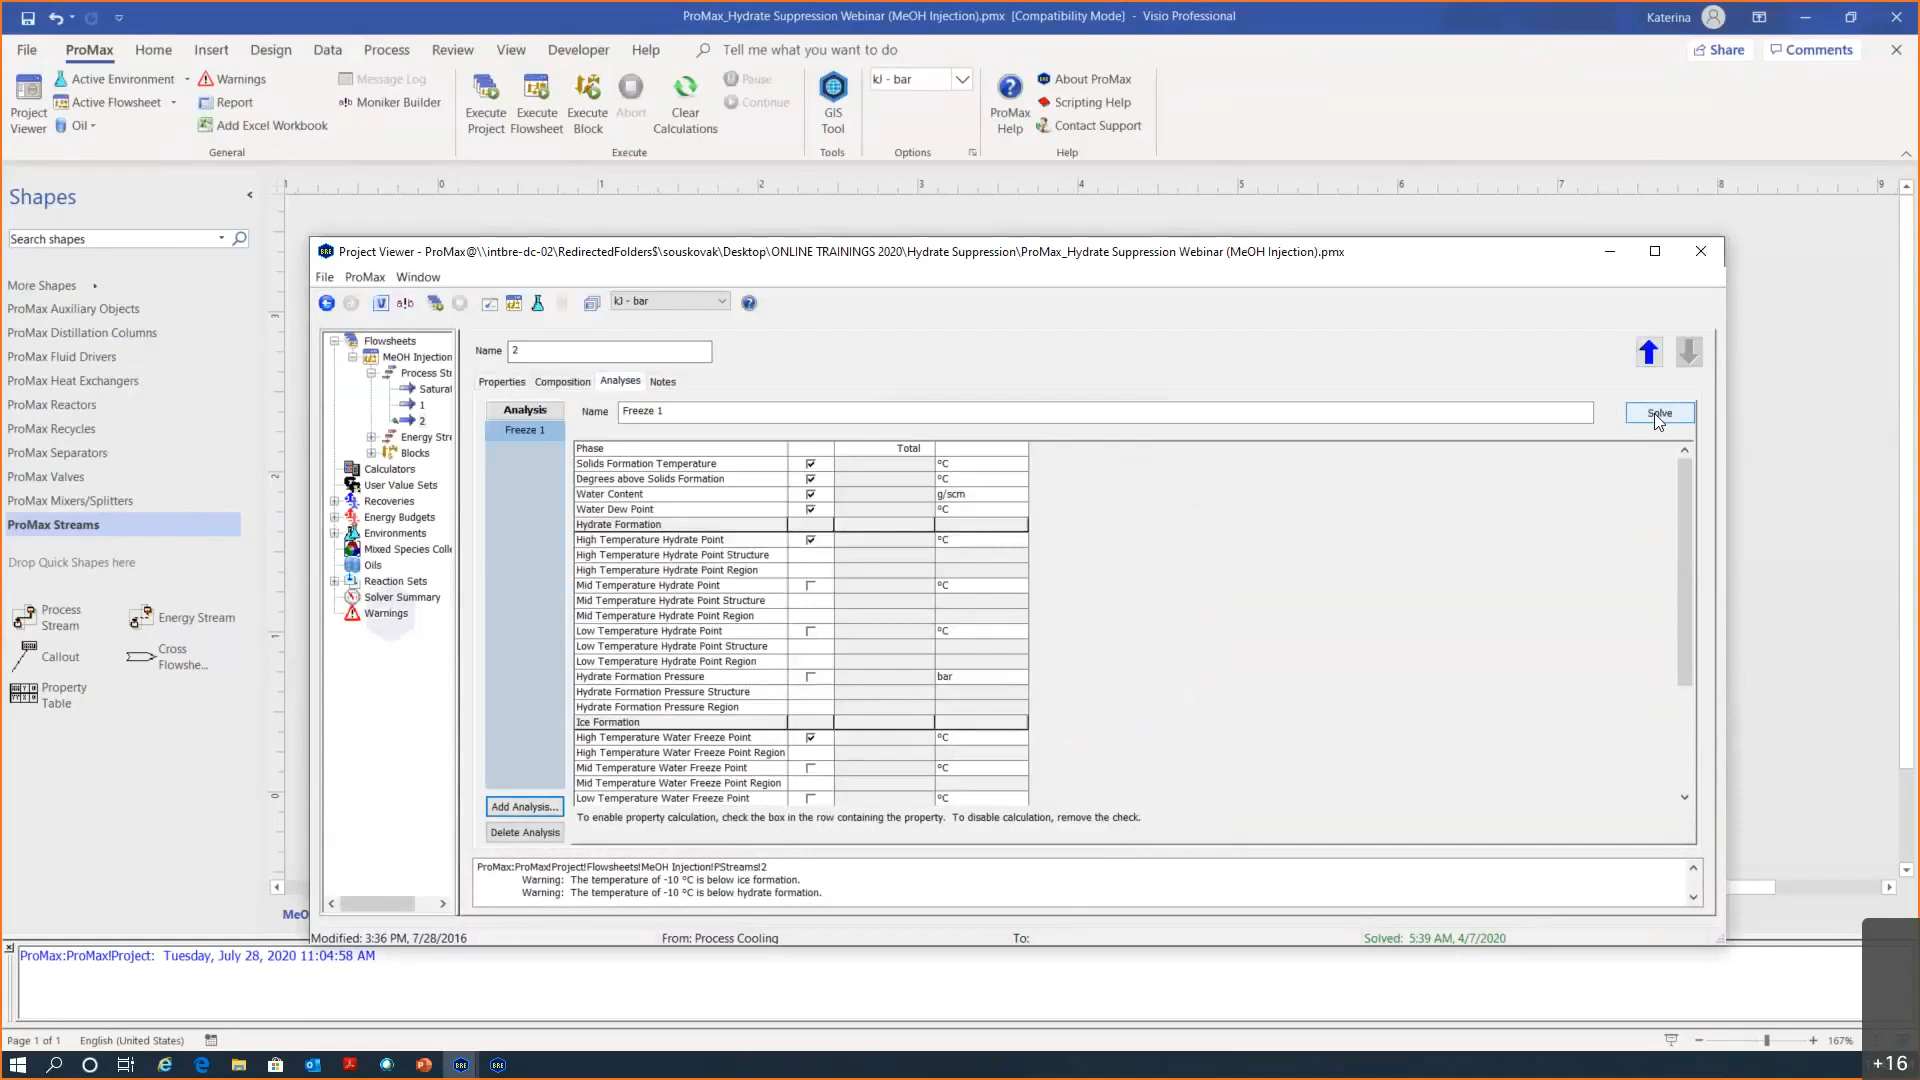 ProMax_Hydrate Suppression Webinar (MeOH Injection).pmx [Compatibility Mode] - Visio Professional
Katerina
File ProMax Home Insert Design Data Process Review View Developer Help Tell me what you want to do
Share Comments
Project Viewer
Active Environment
Active Flowsheet
Oil
Warnings
Report
Add Excel Workbook
Message Log
a!b Moniker Builder
General
Execute Project
Execute Flowsheet
Execute Block
Abort
Clear Calculations
Pause
Continue
Execute
GIS Tool
Tools
kJ - bar
Options
ProMax Help
About ProMax
Scripting Help
Contact Support
Help
Shapes
Search shapes
More Shapes
ProMax Auxiliary Objects
ProMax Distillation Columns
ProMax Fluid Drivers
ProMax Heat Exchangers
ProMax Reactors
ProMax Recycles
ProMax Separators
ProMax Valves
ProMax Mixers/Splitters
ProMax Streams
Drop Quick Shapes here
Process Stream
Energy Stream
Callout
Cross Flowshe...
Property Table
1 0 1 2 3 4 5 6 7 8 9
3
2
1
0
Project Viewer - ProMax@\\intbre-dc-02\RedirectedFolders$\souskovak\Desktop\ONLINE TRAININGS 2020\Hydrate Suppression\ProMax_Hydrate Suppression Webinar (MeOH Injection).pmx
File ProMax Window
a!b
kJ - bar
Flowsheets
MeOH Injection
Process Str
Satural
1
2
Energy Stre
Blocks
Calculators
User Value Sets
Recoveries
Energy Budgets
Environments
Mixed Species Colle
Oils
Reaction Sets
Solver Summary
Warnings
Name 2
Properties Composition Analyses Notes
Analysis
Freeze 1
Name Freeze 1
Solve
Phase Total
Solids Formation Temperature °C
Degrees above Solids Formation °C
Water Content g/scm
Water Dew Point °C
Hydrate Formation
High Temperature Hydrate Point °C
High Temperature Hydrate Point Structure
High Temperature Hydrate Point Region
Mid Temperature Hydrate Point °C
Mid Temperature Hydrate Point Structure
Mid Temperature Hydrate Point Region
Low Temperature Hydrate Point °C
Low Temperature Hydrate Point Structure
Low Temperature Hydrate Point Region
Hydrate Formation Pressure bar
Hydrate Formation Pressure Structure
Hydrate Formation Pressure Region
Ice Formation
High Temperature Water Freeze Point °C
High Temperature Water Freeze Point Region
Mid Temperature Water Freeze Point °C
Mid Temperature Water Freeze Point Region
Low Temperature Water Freeze Point °C
Add Analysis...
Delete Analysis
To enable property calculation, check the box in the row containing the property. To disable calculation, remove the check.
ProMax:ProMax!Project!Flowsheets!MeOH Injection!PStreams!2
Warning: The temperature of -10 °C is below ice formation.
Warning: The temperature of -10 °C is below hydrate formation.
MeO
Modified: 3:36 PM, 7/28/2016 From: Process Cooling To: Solved: 5:39 AM, 4/7/2020
ProMax:ProMax!Project: Tuesday, July 28, 2020 11:04:58 AM
Page 1 of 1 English (United States)
167%
+16